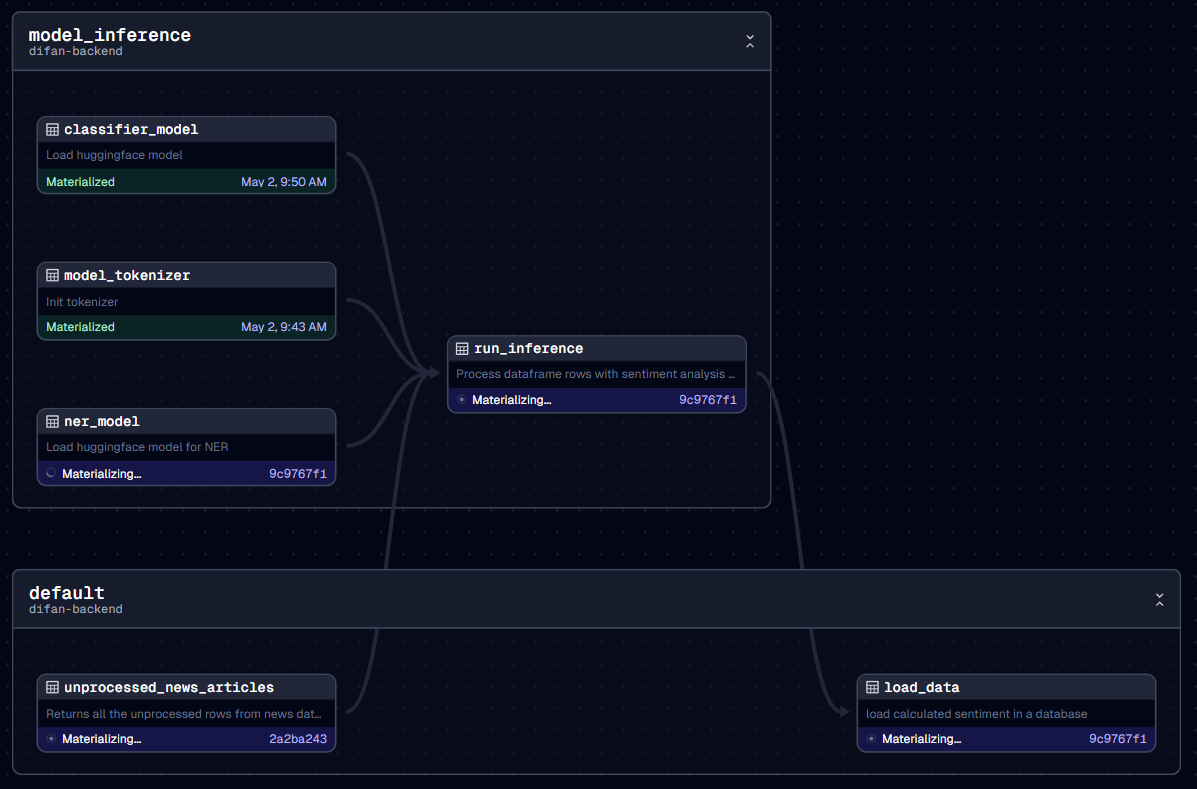 model_inference
difan-backend
classifier_model
Load huggingface model
Materialized May 2, 9:50 AM
model_tokenizer
Init tokenizer
Materialized May 2, 9:43 AM
run_inference
Process dataframe rows with sentiment analysis ...
Materializing... 9c9767f1
ner_model
Load huggingface model for NER
Materializing... 9c9767f1
default
difan-backend
unprocessed_news_articles
Returns all the unprocessed rows from news dat...
Materializing... 2a2ba243
load_data
load calculated sentiment in a database
Materializing... 9c9767f1